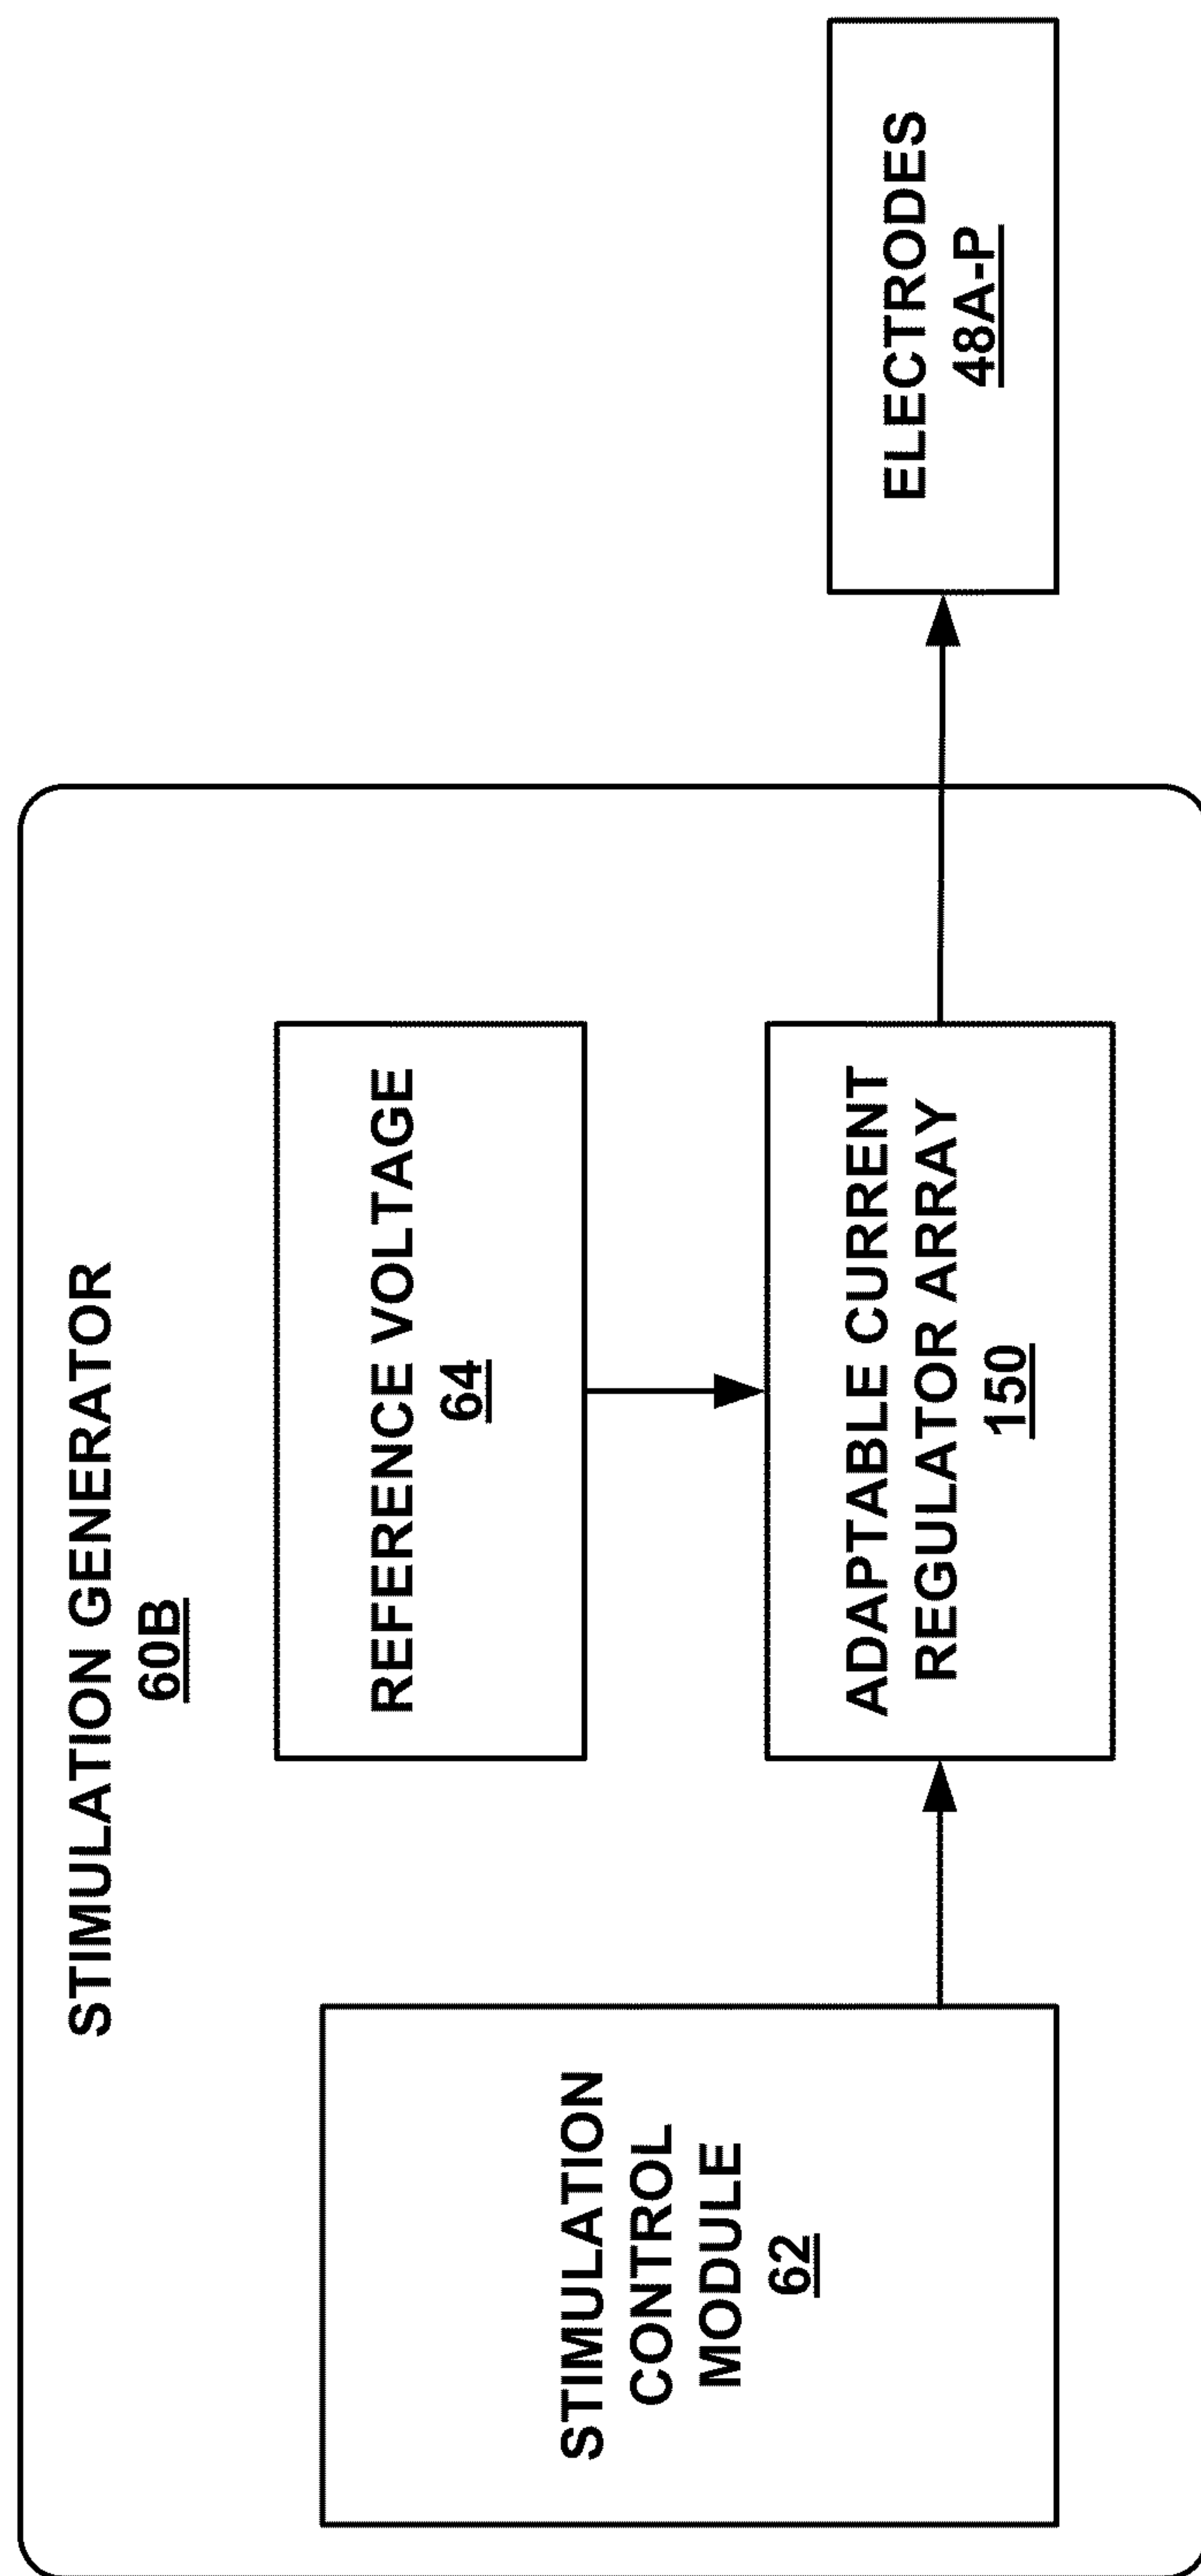 STIMULATION GENERATOR
60B
STIMULATION
CONTROL
MODULE
62
REFERENCE VOLTAGE
64
ADAPTABLE CURRENT
REGULATOR ARRAY
150
ELECTRODES
48A-P